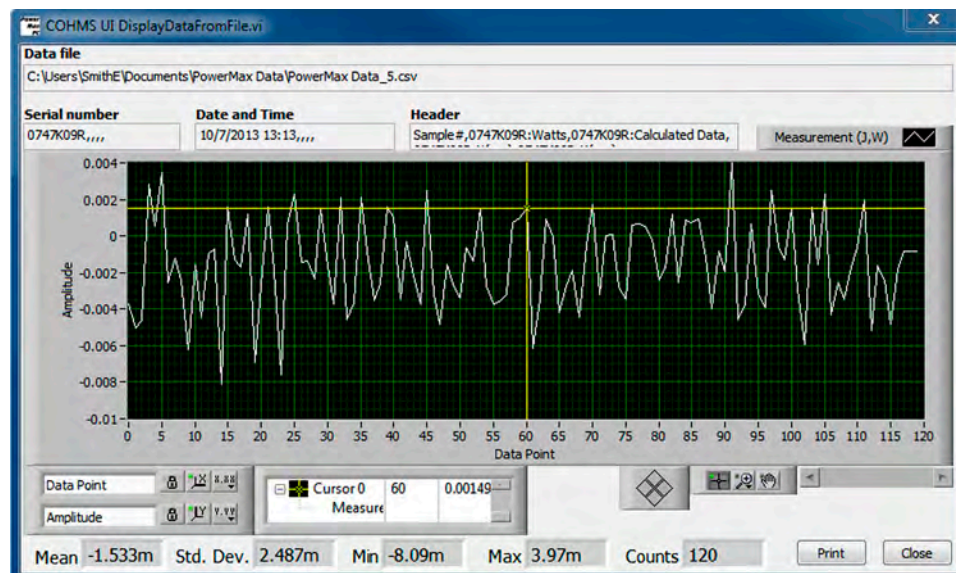 Power Max PC COHMS UI DisplayDataFromFile.vi
X
Data file
C:\Users\SmithE\Documents\PowerMax Data\PowerMax Data_5.csv
Serial number Date and Time Header
0747K09R,,,, 10/7/2013 13:13,,,, Sample#,0747K09R:Watts,0747K09R:Calculated Data,
Measurement (J,W)
0.004
0.002
0
-0.002
-0.004
-0.006
-0.008
-0.01
Amplitude
0 5 10 15 20 25 30 35 40 45 50 55 60 65 70 75 80 85 90 95 100 105 110 115 120
Data Point
Data Point
Amplitude
Cursor 0 60 0.00149
Measure
Mean -1.533m Std. Dev. 2.487m Min -8.09m Max 3.97m Counts 120 Print Close